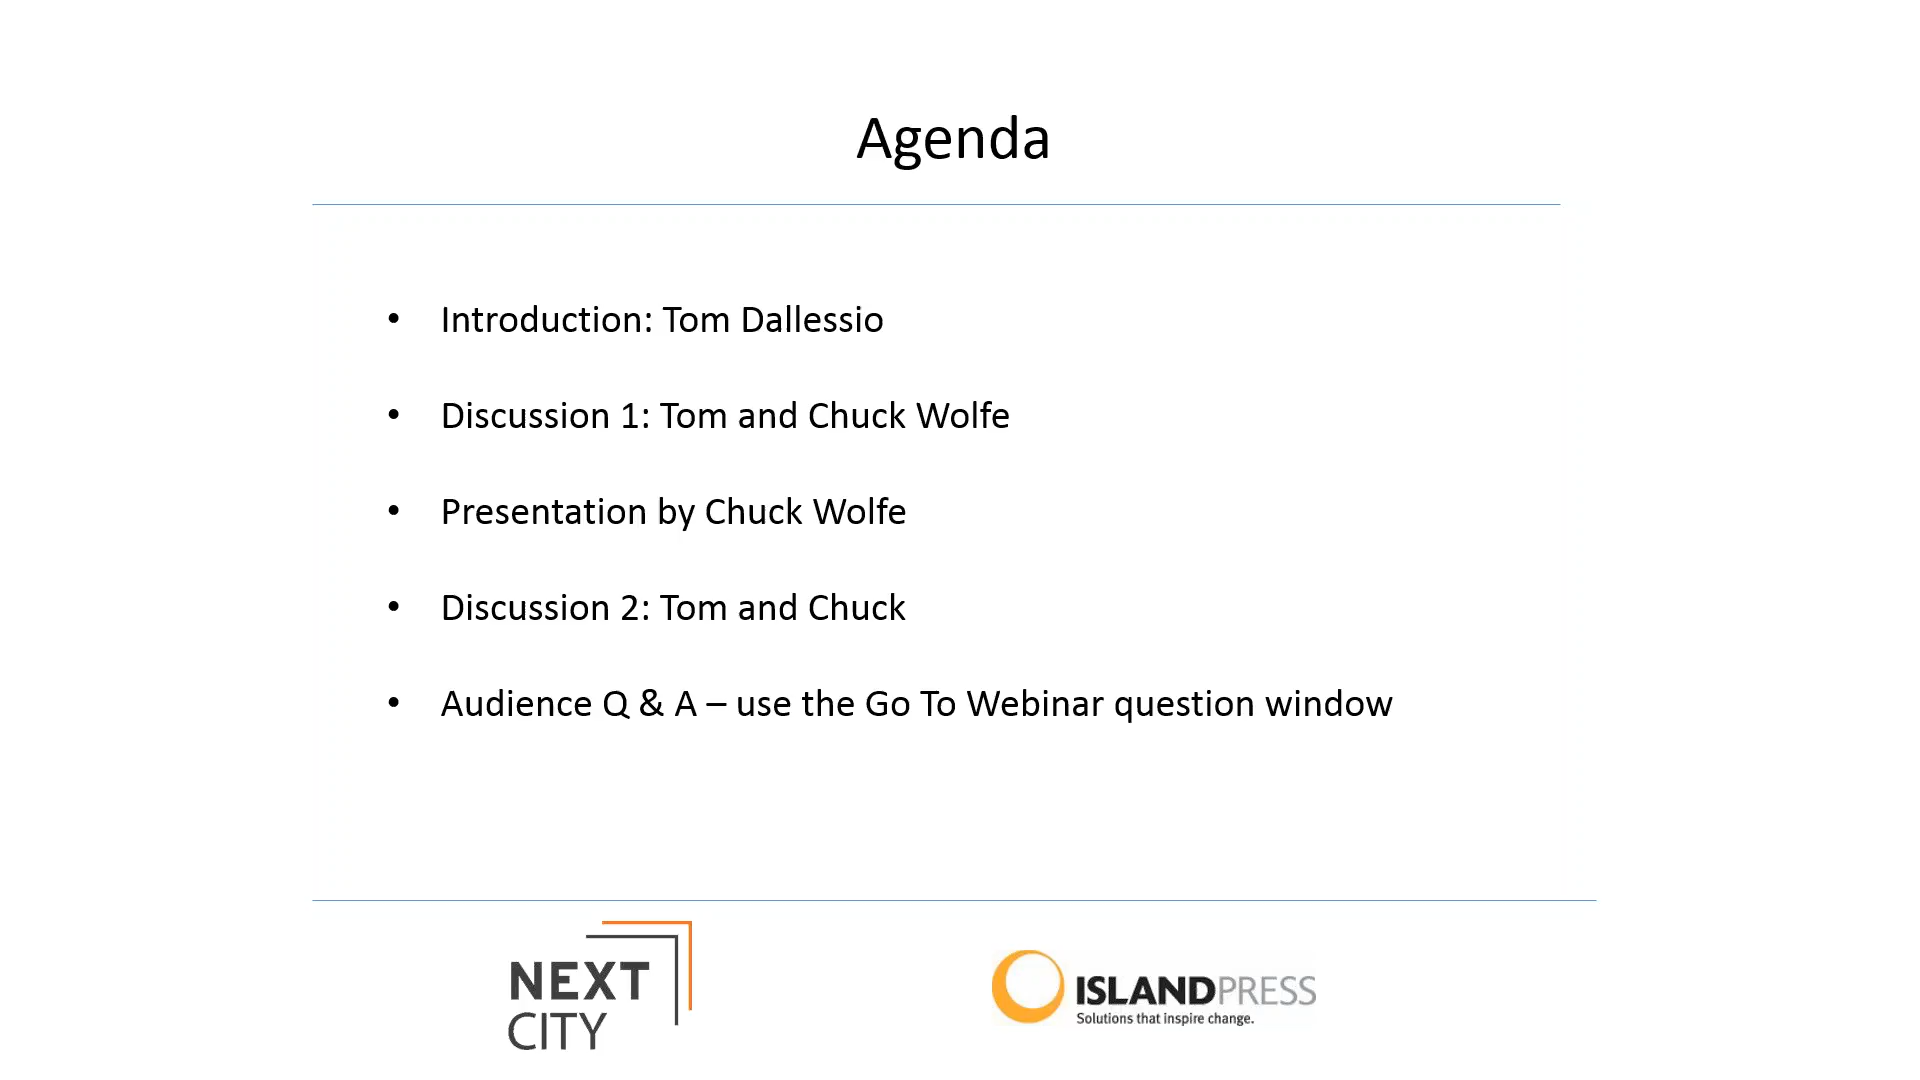 Agenda
• Introduction: Tom Dallessio
• Discussion 1: Tom and Chuck Wolfe
• Presentation by Chuck Wolfe
• Discussion 2: Tom and Chuck
• Audience Q & A – use the Go To Webinar question window
NEXT
CITY
ISLANDPRESS
Solutions that inspire change.